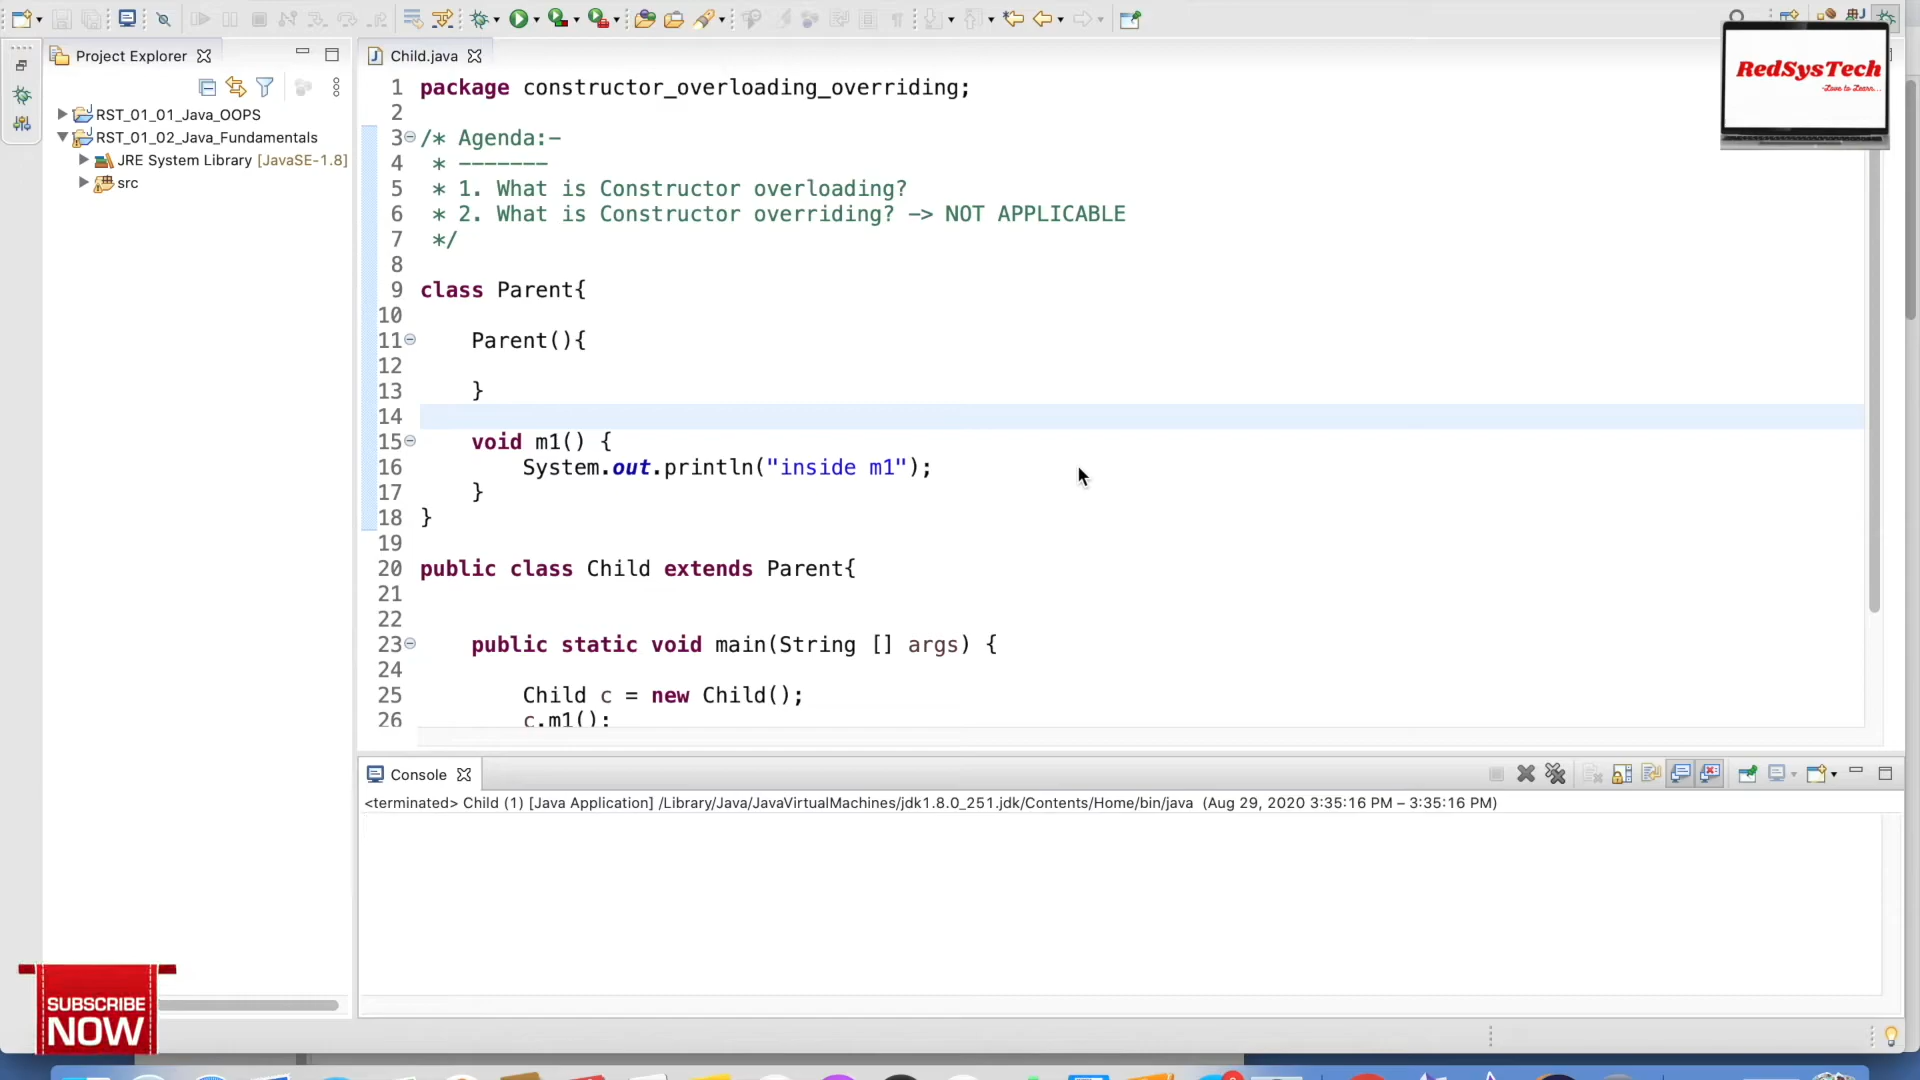 Project Explorer
RST_01_01_Java_OOPS
RST_01_02_Java_Fundamentals
JRE System Library [JavaSE-1.8]
src
Child.java
1 package constructor_overloading_overriding;
2
3 /* Agenda:-
4 * -------
5 * 1. What is Constructor overloading?
6 * 2. What is Constructor overriding? -> NOT APPLICABLE
7 */
8
9 class Parent{
10
11 Parent(){
12
13 }
14
15 void m1() {
16 System.out.println("inside m1");
17 }
18 }
19
20 public class Child extends Parent{
21
22
23 public static void main(String [] args) {
24
25 Child c = new Child();
26 c.m1();
RedSysTech
-Love to Learn...
Console
<terminated> Child (1) [Java Application] /Library/Java/JavaVirtualMachines/jdk1.8.0_251.jdk/Contents/Home/bin/java (Aug 29, 2020 3:35:16 PM – 3:35:16 PM)
SUBSCRIBE
NOW